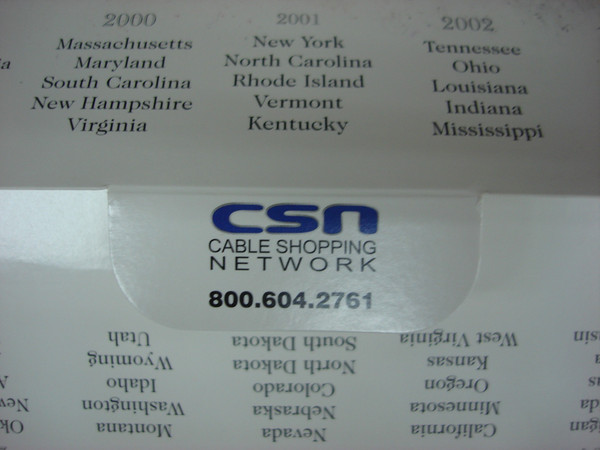 2000
Massachusetts
Maryland
South Carolina
New Hampshire
Virginia
2001
New York
North Carolina
Rhode Island
Vermont
Kentucky
2002
Tennessee
Ohio
Louisiana
Indiana
Mississippi
csn
CABLE SHOPPING
NETWORK
800.604.2761
California
Minnesota
Oregon
Kansas
West Virginia
Nevada
Nebraska
Colorado
North Dakota
South Dakota
Montana
Washington
Idaho
Wyoming
Utah